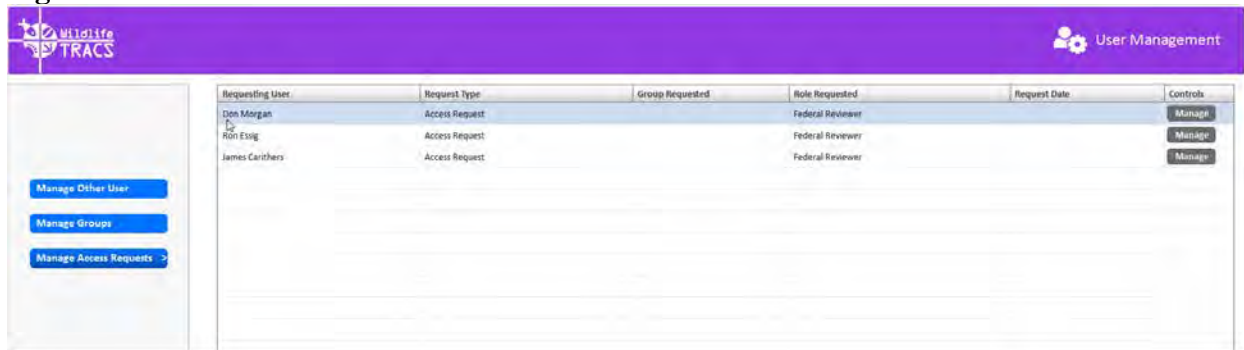 Wildlife
TRACS
User Management
Requesting User Request Type Group Requested Role Requested Request Date Controls
Don Morgan Access Request Federal Reviewer Manage
Ron Essig Access Request Federal Reviewer Manage
James Carithers Access Request Federal Reviewer Manage
Manage Other User
Manage Groups
Manage Access Requests >